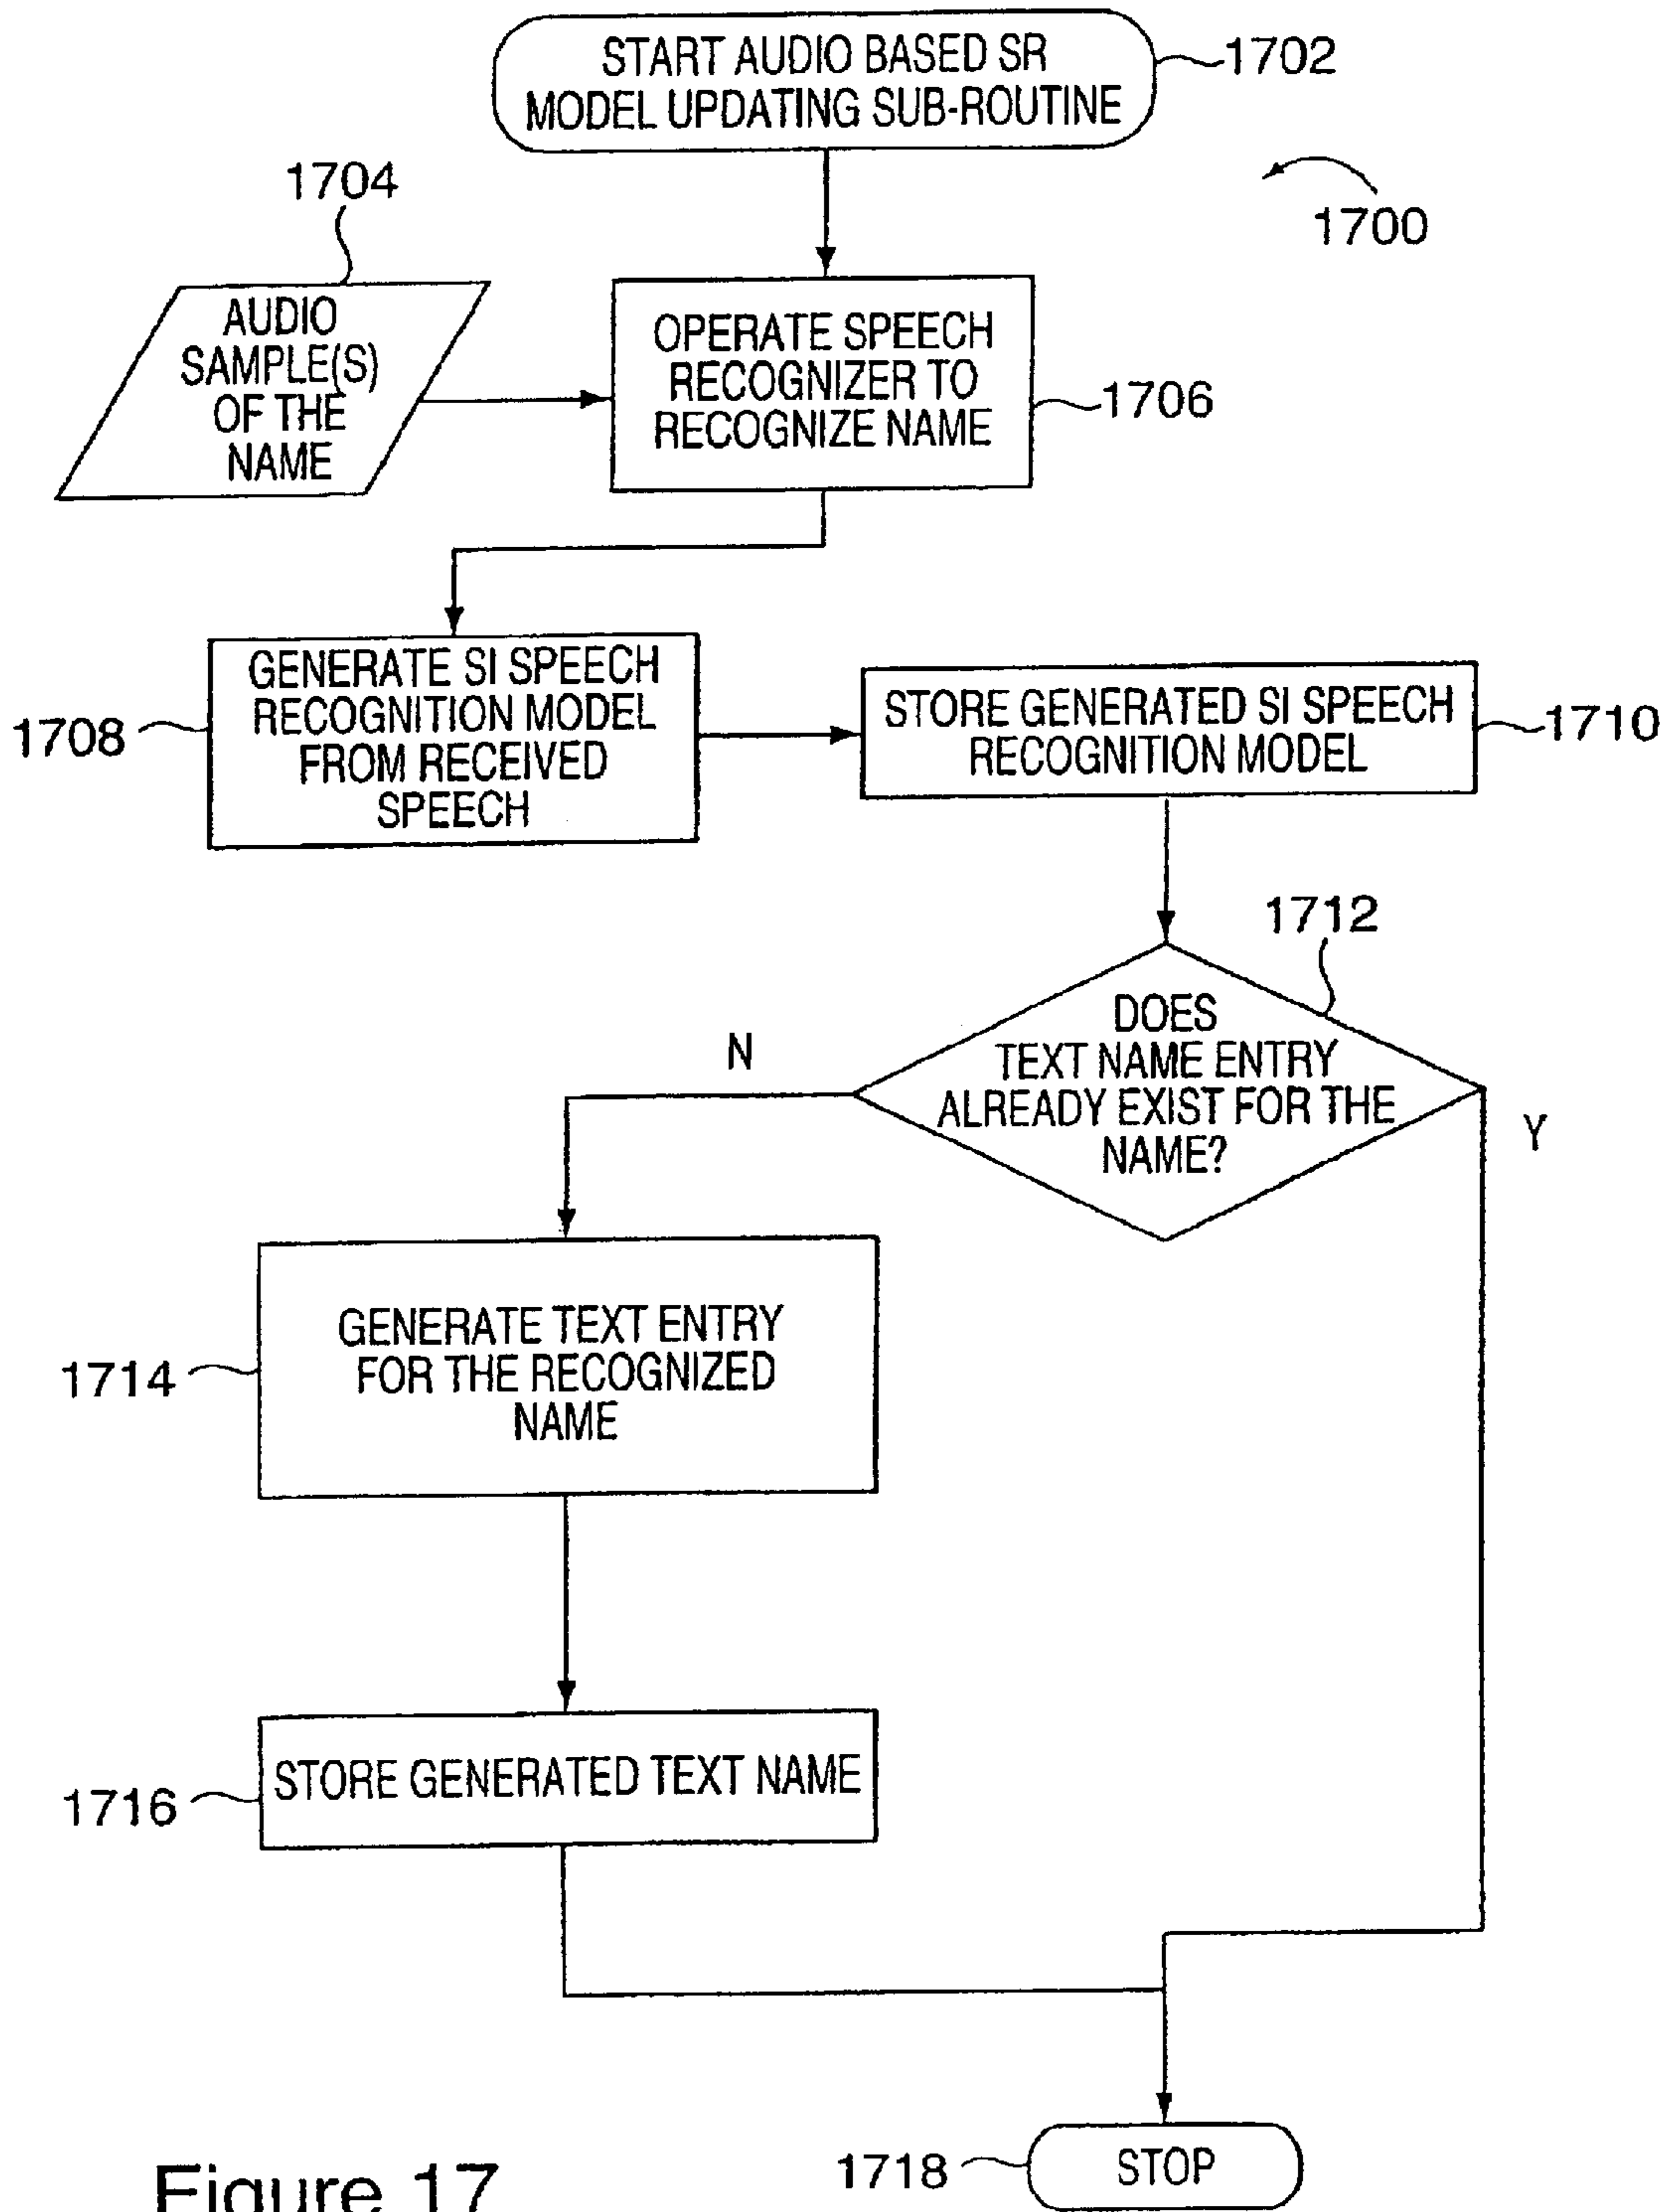 START AUDIO BASED SR
MODEL UPDATING SUB-ROUTINE
1702
1700
1704
AUDIO
SAMPLE(S)
OF THE
NAME
OPERATE SPEECH
RECOGNIZER TO
RECOGNIZE NAME
1706
GENERATE SI SPEECH
RECOGNITION MODEL
FROM RECEIVED
SPEECH
1708
STORE GENERATED SI SPEECH
RECOGNITION MODEL
1710
1712
DOES
TEXT NAME ENTRY
ALREADY EXIST FOR THE
NAME?
N
Y
GENERATE TEXT ENTRY
FOR THE RECOGNIZED
NAME
1714
STORE GENERATED TEXT NAME
1716
STOP
1718
Figure 17